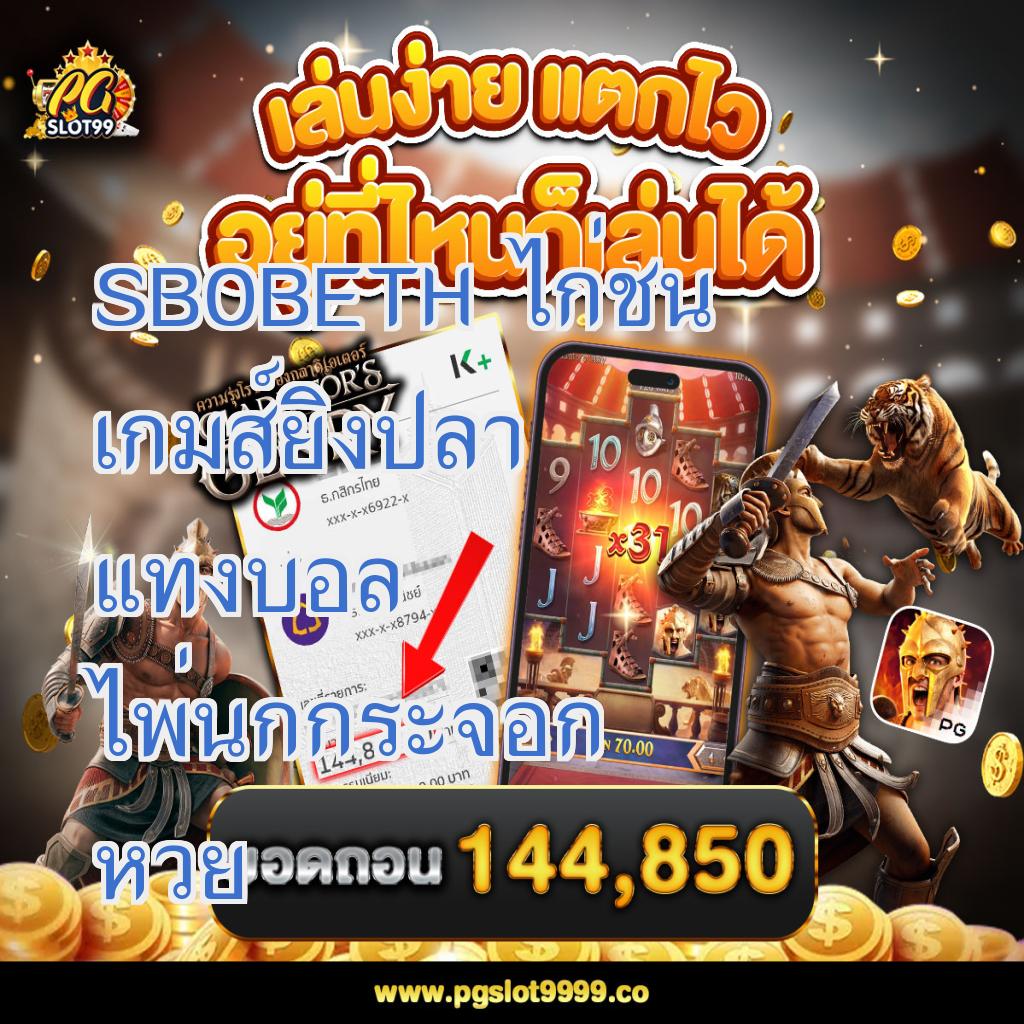 PG
SLOT99
เล่นง่าย แตกไว
อยู่ที่ไหนก็เล่นได้
SBOBETH ไก่ชน
เกมส์ยิงปลา
แทงบอล
ไพ่นกกระจอก
หวย
K+
ธ.กสิกรไทย
xxx-x-x6922-x
xxx-x-x8794-
9
10
10
10
x31
J
J
70.00
PG
ยอดถอน 144,850
www.pgslot9999.co